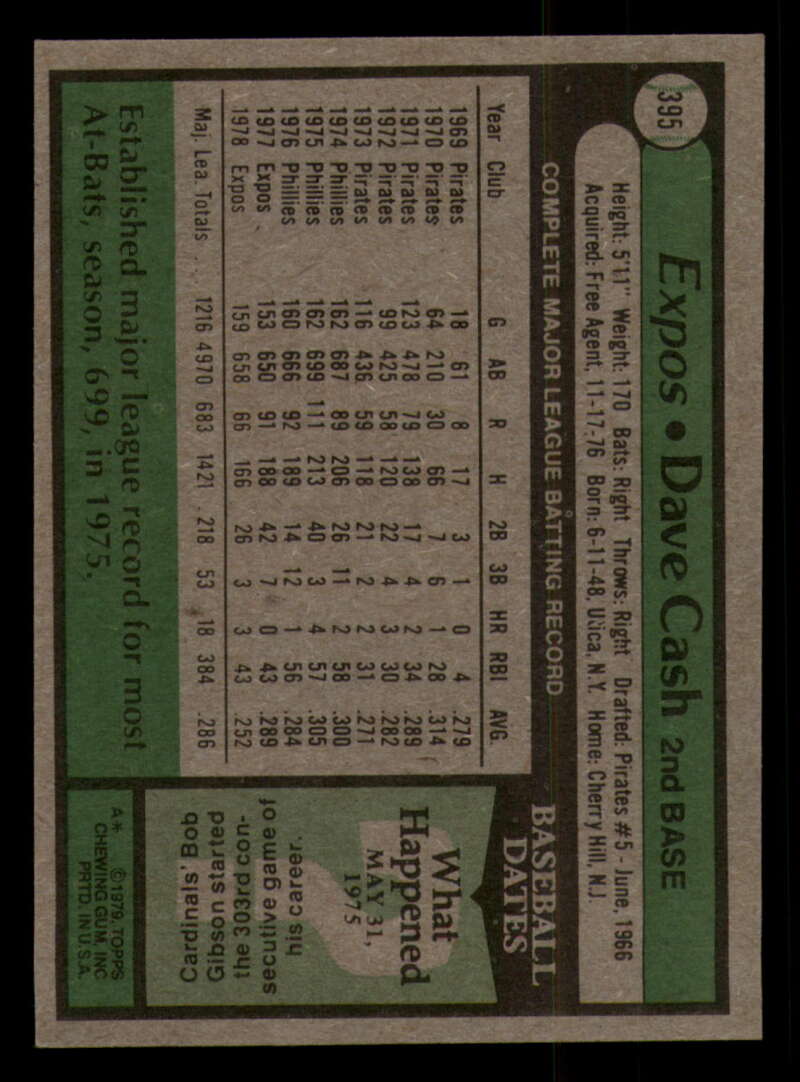 395
Expos • Dave Cash 2nd BASE
Height: 5'11" Weight: 170 Bats: Right Throws: Right Drafted: Pirates #5 - June, 1966
Acquired: Free Agent, 11-17-76 Born: 6-11-48, Utica, N.Y. Home: Cherry Hill, N.J.
COMPLETE MAJOR LEAGUE BATTING RECORD
Year Club G AB R H 2B 3B HR RBI AVG.
1969 Pirates 18 61 8 17 3 1 0 4 .279
1970 Pirates 64 210 30 66 7 6 1 28 .314
1971 Pirates 123 478 79 138 17 4 2 34 .289
1972 Pirates 99 425 58 120 22 4 3 30 .282
1973 Pirates 116 436 59 118 21 2 2 31 .271
1974 Phillies 162 687 89 206 26 11 2 58 .300
1975 Phillies 162 699 111 213 40 3 4 57 .305
1976 Phillies 160 666 92 189 14 12 1 56 .284
1977 Expos 153 650 91 188 42 7 0 43 .289
1978 Expos 159 658 66 166 26 3 3 43 .252
Maj. Lea. Totals . . 1216 4970 683 1421 218 53 18 384 .286
Established major league record for most
At-Bats, season, 699, in 1975.
BASEBALL
DATES
What
Happened
MAY 31,
1975
Cardinals' Bob
Gibson started
the 303rd con-
secutive game of
his career.
A* ©1979, TOPPS
CHEWING GUM, INC
PRTD. IN U.S.A.